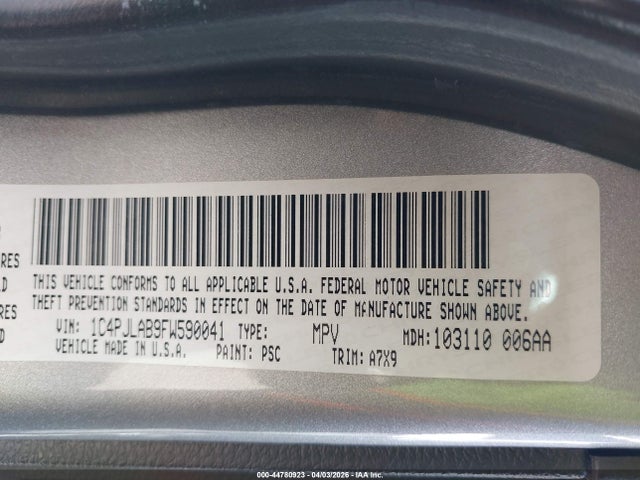 RES
D
THIS VEHICLE CONFORMS TO ALL APPLICABLE U.S.A. FEDERAL MOTOR VEHICLE SAFETY AND
RES
THEFT PREVENTION STANDARDS IN EFFECT ON THE DATE OF MANUFACTURE SHOWN ABOVE.
D
VIN: 1C4PJLAB9FW590041 TYPE: MPV MDH: 103110 006AA
VEHICLE MADE IN U.S.A. PAINT: PSC TRIM: A7X9
000-44780923 - 04/03/2026 - IAA Inc.